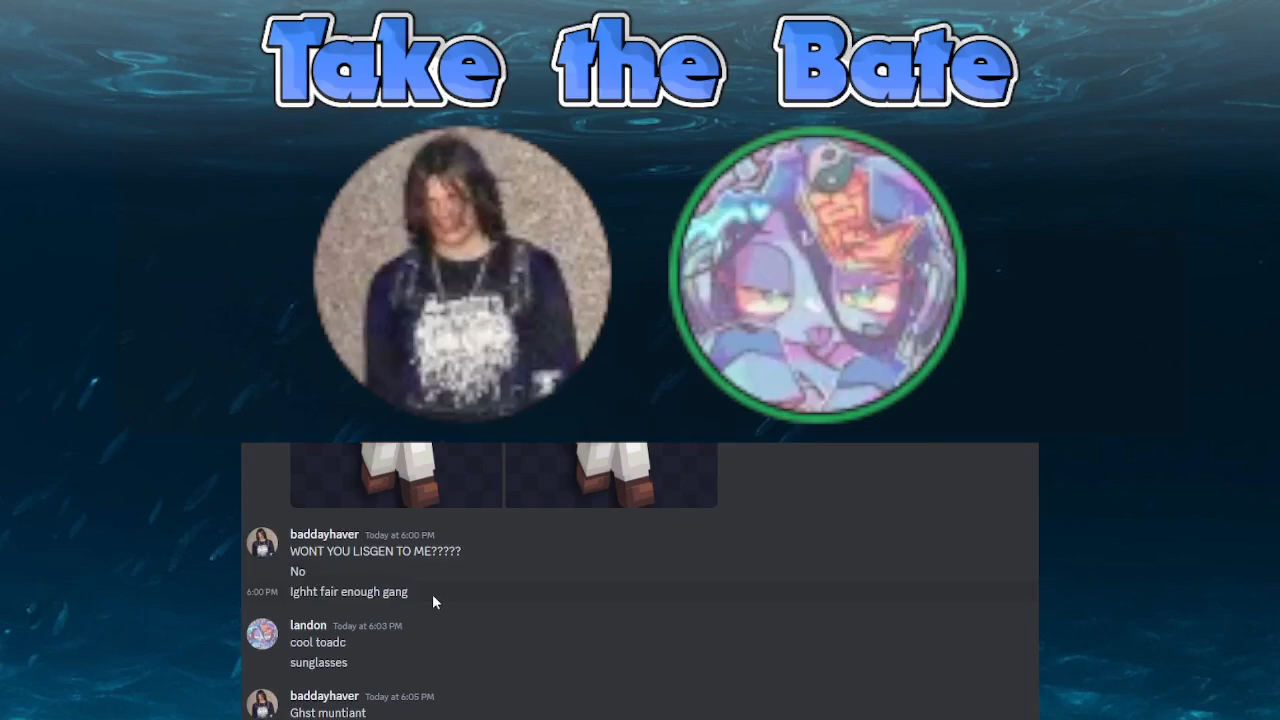 Take the Bate
baddayhaver Today at 6:00 PM
WONT YOU LISGEN TO ME?????
No
6:00 PM Ighht fair enough gang
landon Today at 6:03 PM
cool toadc
sunglasses
baddayhaver Today at 6:05 PM
Ghst muntiant